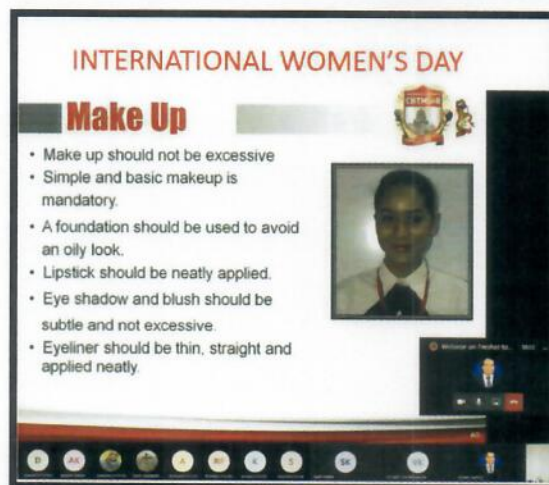 INTERNATIONAL WOMEN'S DAY
Make Up
• Make up should not be excessive
• Simple and basic makeup is
mandatory.
• A foundation should be used to avoid
an oily look.
• Lipstick should be neatly applied.
• Eye shadow and blush should be
subtle and not excessive.
• Eyeliner should be thin, straight and
applied neatly.
D
AK
A
K
S
SK